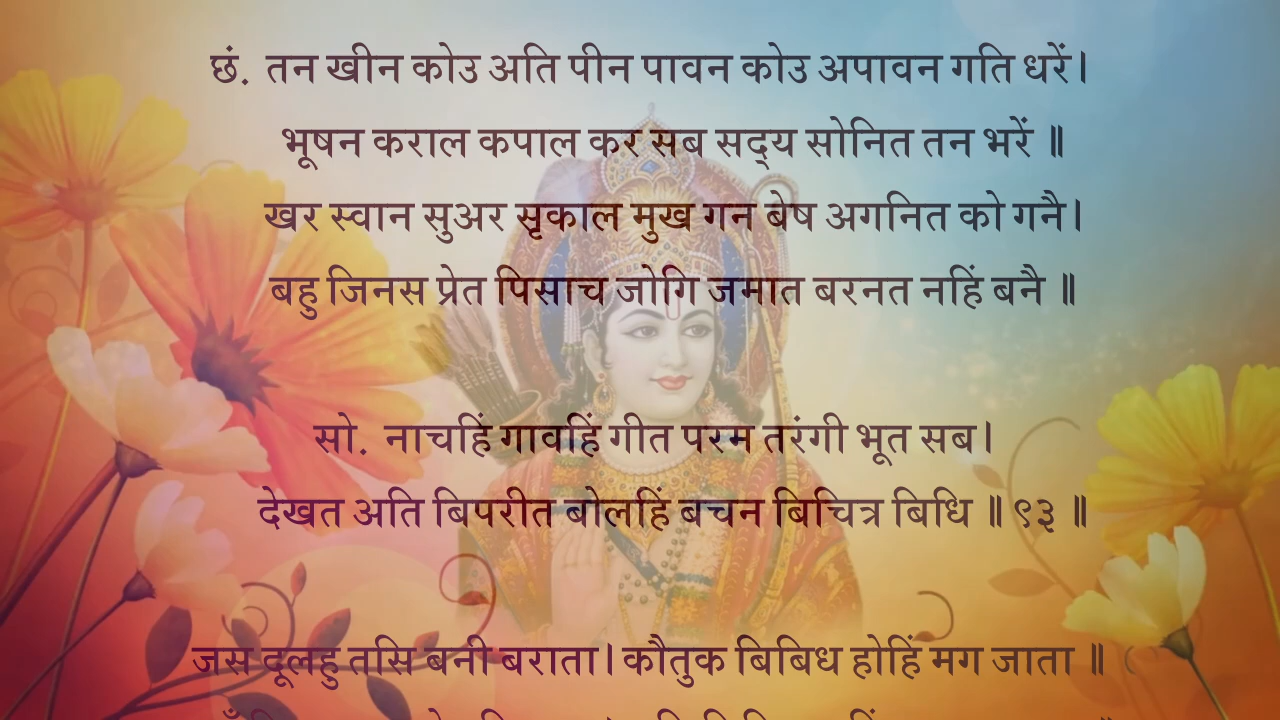 छं. तन खीन कोउ अति पीन पावन कोउ अपावन गति धरें।
भूषन कराल कपाल कर सब सद्य सोनित तन भरें ॥
खर स्वान सुअर सृकाल मुख गन बेष अगनित को गनै।
बहु जिनस प्रेत पिसाच जोगि जमात बरनत नहिं बनै ॥
सो. नाचहिं गावहिं गीत परम तरंगी भूत सब।
देखत अति बिपरीत बोलहिं बचन बिचित्र बिधि ॥ ९३ ॥
जस दूलहु तसि बनी बराता। कौतुक बिबिध होहिं मग जाता ॥